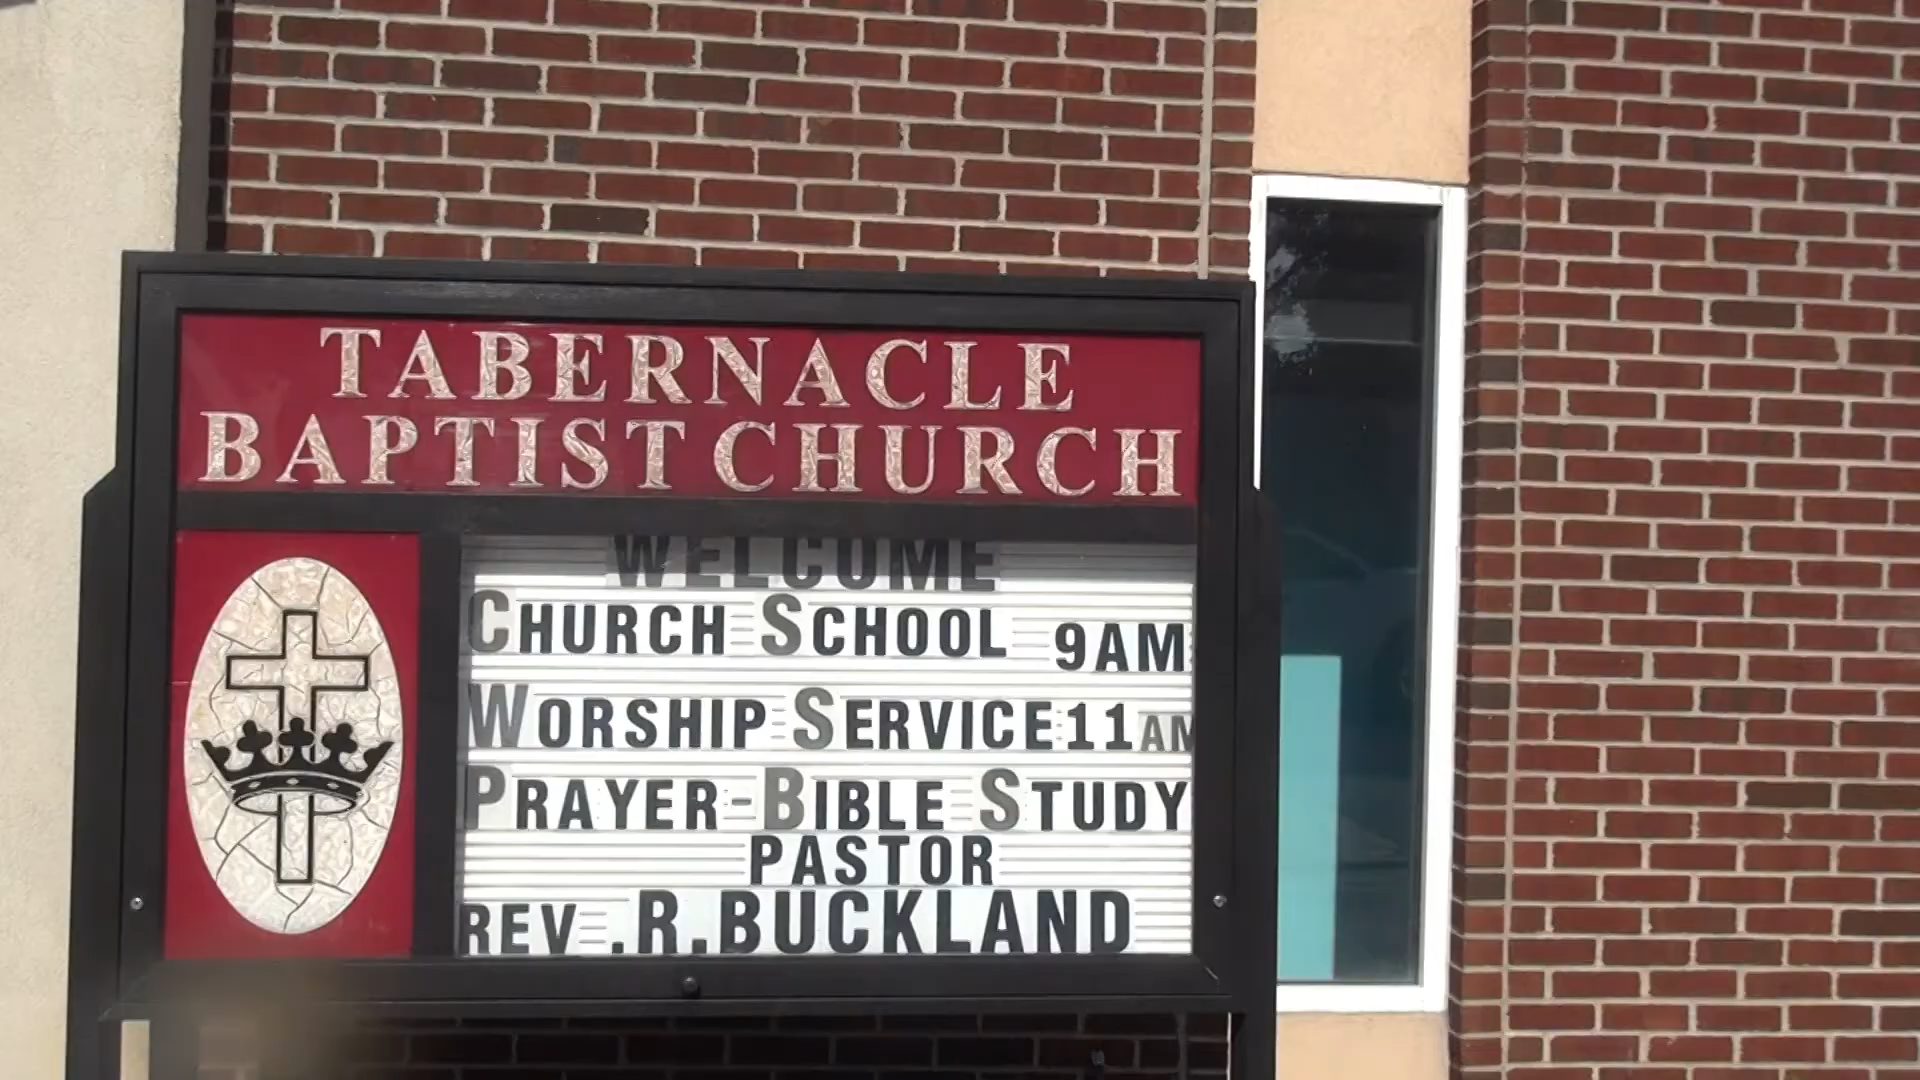 TABERNACLE
BAPTIST CHURCH
WELCOME
CHURCH SCHOOL 9AM
WORSHIP SERVICE 11AM
PRAYER-BIBLE STUDY
PASTOR
REV .R.BUCKLAND